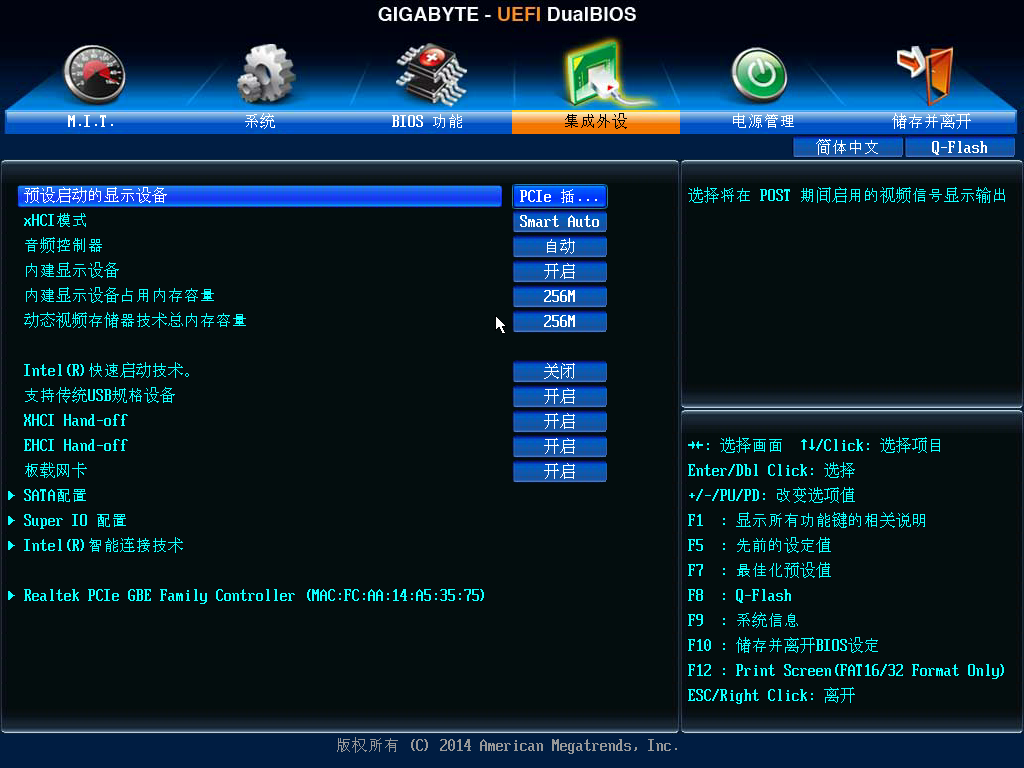 GIGABYTE - UEFI DualBIOS
M.I.T. 系统 BIOS 功能 集成外设 电源管理 储存并离开
简体中文 Q-Flash
预设启动的显示设备 PCIe 插...
xHCI模式 Smart Auto
音频控制器 自动
内建显示设备 开启
内建显示设备占用内存容量 256M
动态视频存储器技术总内存容量 256M
Intel(R)快速启动技术。 关闭
支持传统USB规格设备 开启
XHCI Hand-off 开启
EHCI Hand-off 开启
板载网卡 开启
SATA配置
Super IO 配置
Intel(R)智能连接技术
Realtek PCIe GBE Family Controller (MAC:FC:AA:14:A5:35:75)
选择将在 POST 期间启用的视频信号显示输出
→←: 选择画面 ↑↓/Click: 选择项目
Enter/Dbl Click: 选择
+/-/PU/PD: 改变选项值
F1 : 显示所有功能键的相关说明
F5 : 先前的设定值
F7 : 最佳化预设值
F8 : Q-Flash
F9 : 系统信息
F10 : 储存并离开BIOS设定
F12 : Print Screen(FAT16/32 Format Only)
ESC/Right Click: 离开
版权所有 (C) 2014 American Megatrends, Inc.